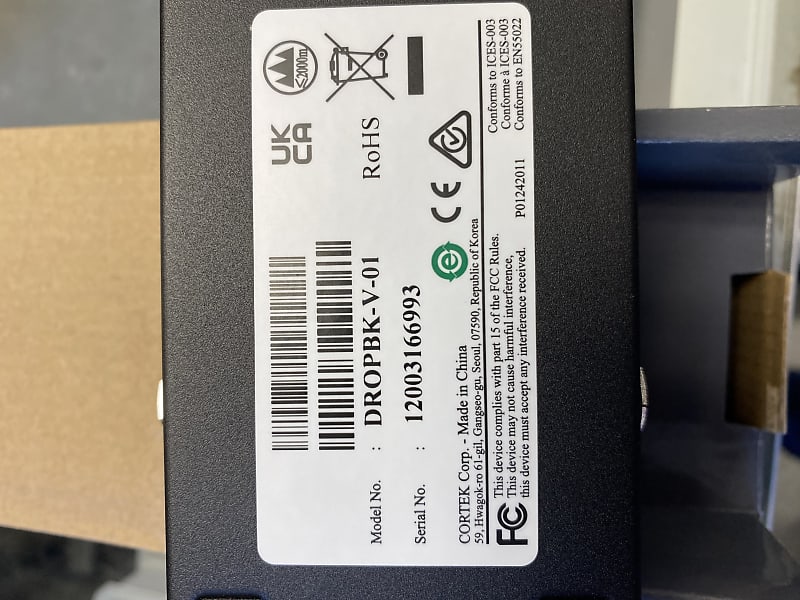 ≤2000m
UK
CA
RoHS
Model No. : DROPBK-V-01
Serial No. : 12003166993
CORTEK Corp. - Made in China
59, Hwagok-ro 61-gil, Gangseo-gu, Seoul, 07590, Republic of Korea
This device complies with part 15 of the FCC Rules.
This device may not cause harmful interference,
this device must accept any interference received.
P01242011
Conforms to ICES-003
Conforme à ICES-003
Conforms to EN55022
FC
CE
e